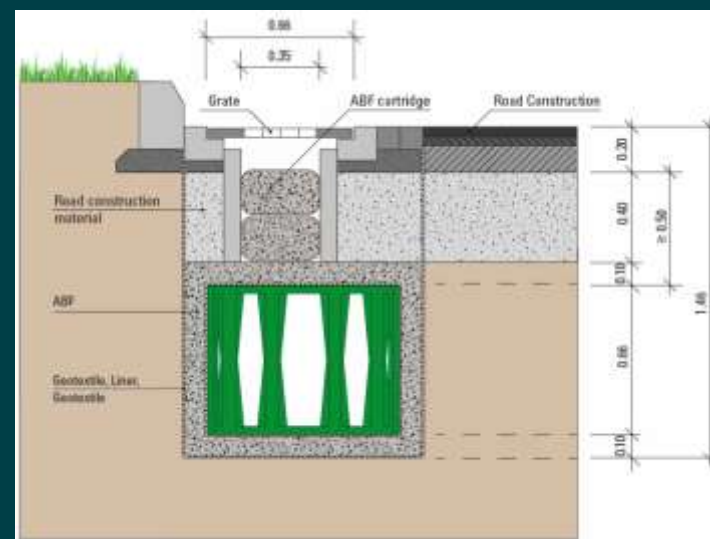 0.66
0.35
Grate
ABF cartridge
Road Construction
0.20
Road construction
material
0.40
≥ 0.50
0.10
1.46
ABF
0.66
Geotextile, Liner,
Geotextile
0.10